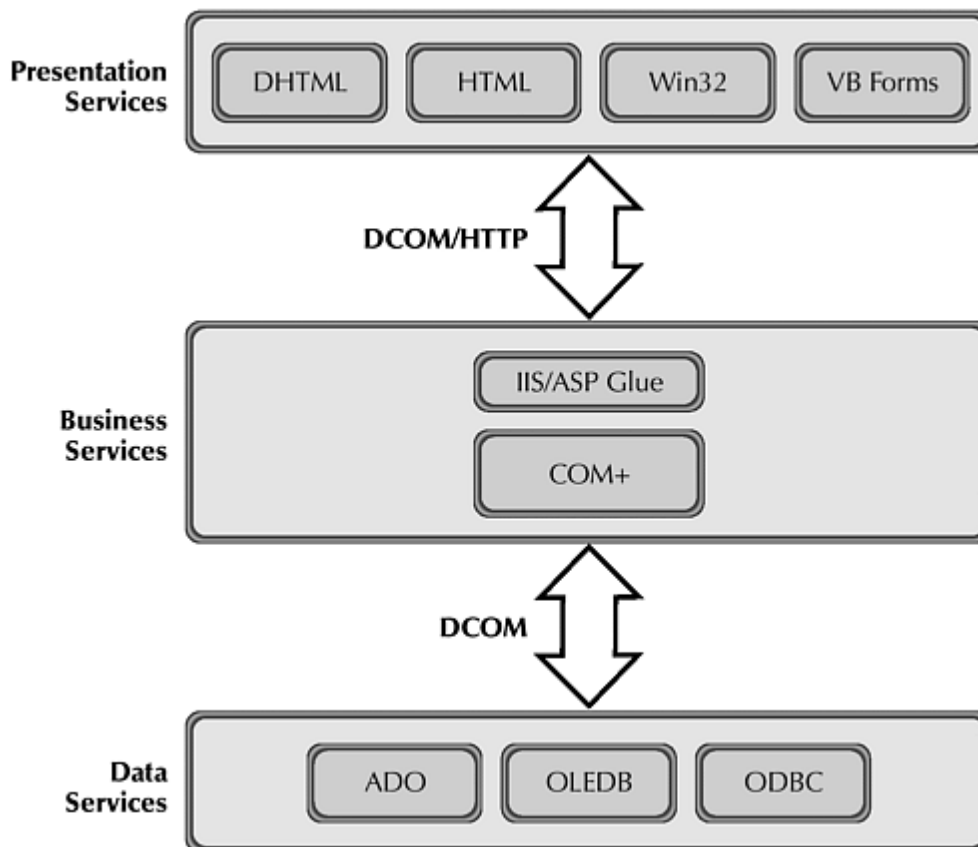 Presentation
Services
DHTML
HTML
Win32
VB Forms
DCOM/HTTP
Business
Services
IIS/ASP Glue
COM+
DCOM
Data
Services
ADO
OLEDB
ODBC